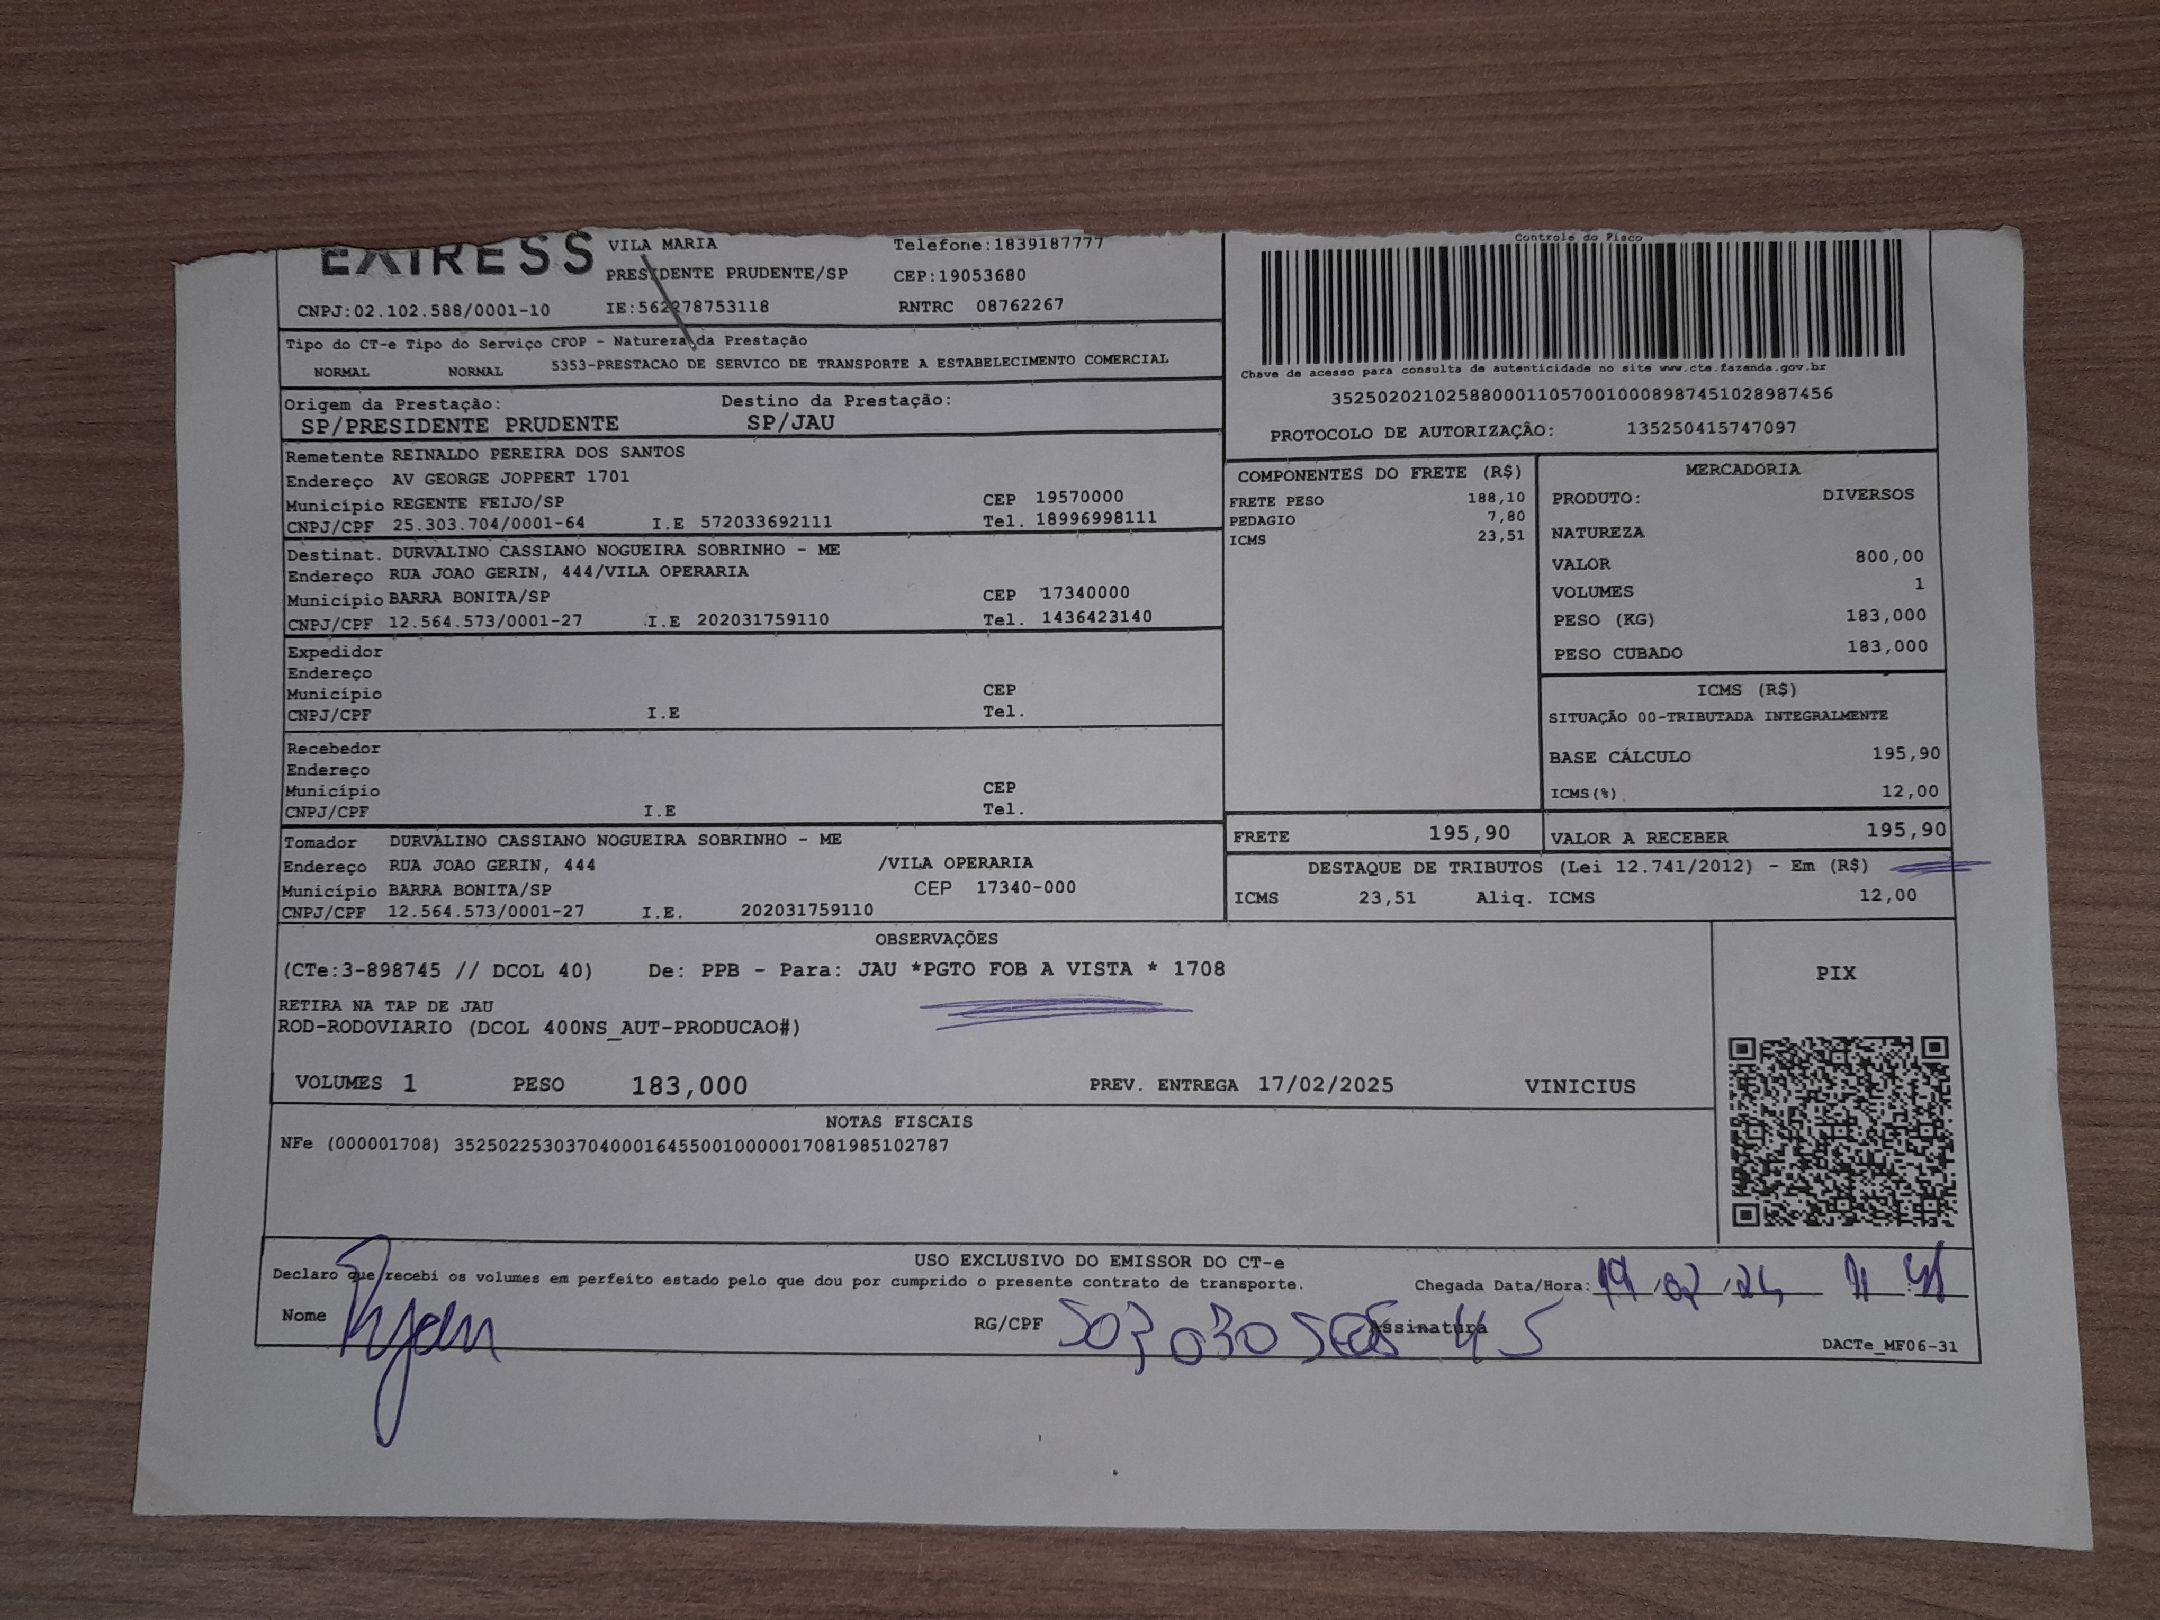 EXPRESS
VILA MARIA Telefone:1839187777
PRESIDENTE PRUDENTE/SP CEP:19053680
CNPJ:02.102.588/0001-10 IE:562278753118 RNTRC 08762267
Tipo do CT-e Tipo do Serviço CFOP - Natureza da Prestação
NORMAL NORMAL 5353-PRESTACAO DE SERVICO DE TRANSPORTE A ESTABELECIMENTO COMERCIAL
Origem da Prestação: Destino da Prestação:
SP/PRESIDENTE PRUDENTE SP/JAU
Remetente REINALDO PEREIRA DOS SANTOS
Endereço AV GEORGE JOPPERT 1701
Município REGENTE FEIJO/SP CEP 19570000
CNPJ/CPF 25.303.704/0001-64 I.E 572033692111 Tel. 18996998111
Destinat. DURVALINO CASSIANO NOGUEIRA SOBRINHO - ME
Endereço RUA JOAO GERIN, 444/VILA OPERARIA
Município BARRA BONITA/SP CEP 17340000
CNPJ/CPF 12.564.573/0001-27 I.E 202031759110 Tel. 1436423140
Expedidor
Endereço
Município CEP
CNPJ/CPF I.E Tel.
Recebedor
Endereço
Município CEP
CNPJ/CPF I.E Tel.
Tomador DURVALINO CASSIANO NOGUEIRA SOBRINHO - ME
Endereço RUA JOAO GERIN, 444 /VILA OPERARIA
Município BARRA BONITA/SP CEP 17340-000
CNPJ/CPF 12.564.573/0001-27 I.E. 202031759110
Controle do Fisco
Chave de acesso para consulta de autenticidade no site www.cte.fazenda.gov.br
35250202102588000110570010008987451028987456
PROTOCOLO DE AUTORIZAÇÃO: 135250415747097
COMPONENTES DO FRETE (R$)
FRETE PESO 188,10
PEDAGIO 7,80
ICMS 23,51
MERCADORIA
PRODUTO: DIVERSOS
NATUREZA
VALOR 800,00
VOLUMES 1
PESO (KG) 183,000
PESO CUBADO 183,000
ICMS (R$)
SITUAÇÃO 00-TRIBUTADA INTEGRALMENTE
BASE CÁLCULO 195,90
ICMS(%) 12,00
FRETE 195,90 VALOR A RECEBER 195,90
DESTAQUE DE TRIBUTOS (Lei 12.741/2012) - Em (R$)
ICMS 23,51 Aliq. ICMS 12,00
OBSERVAÇÕES
(CTe:3-898745 // DCOL 40) De: PPB - Para: JAU *PGTO FOB A VISTA * 1708
RETIRA NA TAP DE JAU
ROD-RODOVIARIO (DCOL 400NS_AUT-PRODUCAO#)
VOLUMES 1 PESO 183,000 PREV. ENTREGA 17/02/2025 VINICIUS
PIX
NOTAS FISCAIS
NFe (000001708) 35250225303704000164550010000017081985102787
USO EXCLUSIVO DO EMISSOR DO CT-e
Declaro que recebi os volumes em perfeito estado pelo que dou por cumprido o presente contrato de transporte. Chegada Data/Hora:
Nome Ryan RG/CPF Assinatura
DACTe_MF06-31